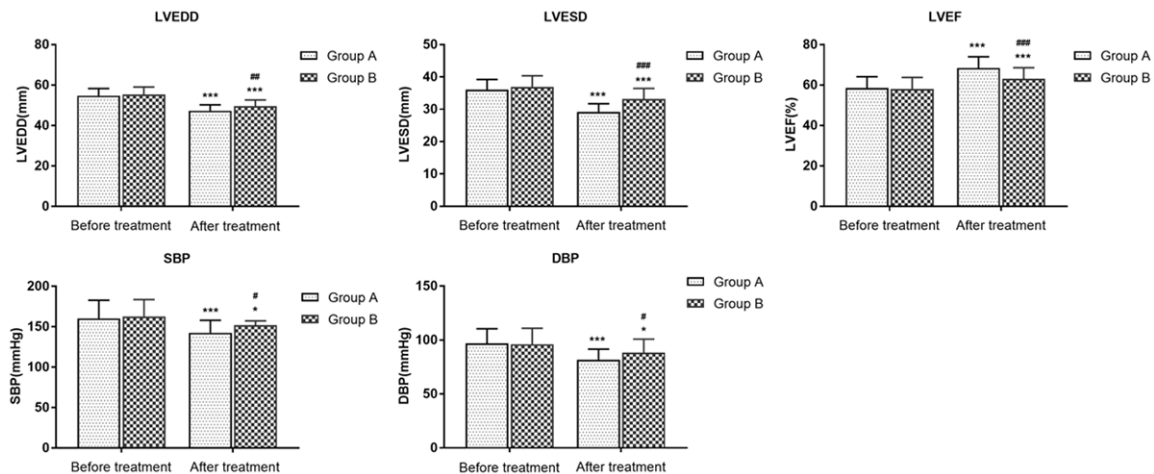 LVEDD
LVEDD(mm)
80
60
40
20
0
***
##
***
Before treatment
After treatment
Group A
Group B
LVESD
LVESD(mm)
50
40
30
20
10
0
***
###
***
Before treatment
After treatment
Group A
Group B
LVEF
LVEF(%)
80
60
40
20
0
***
###
***
Before treatment
After treatment
Group A
Group B
SBP
SBP(mmHg)
200
150
100
50
0
***
#
*
Before treatment
After treatment
Group A
Group B
DBP
DBP(mmHg)
150
100
50
0
***
#
*
Before treatment
After treatment
Group A
Group B